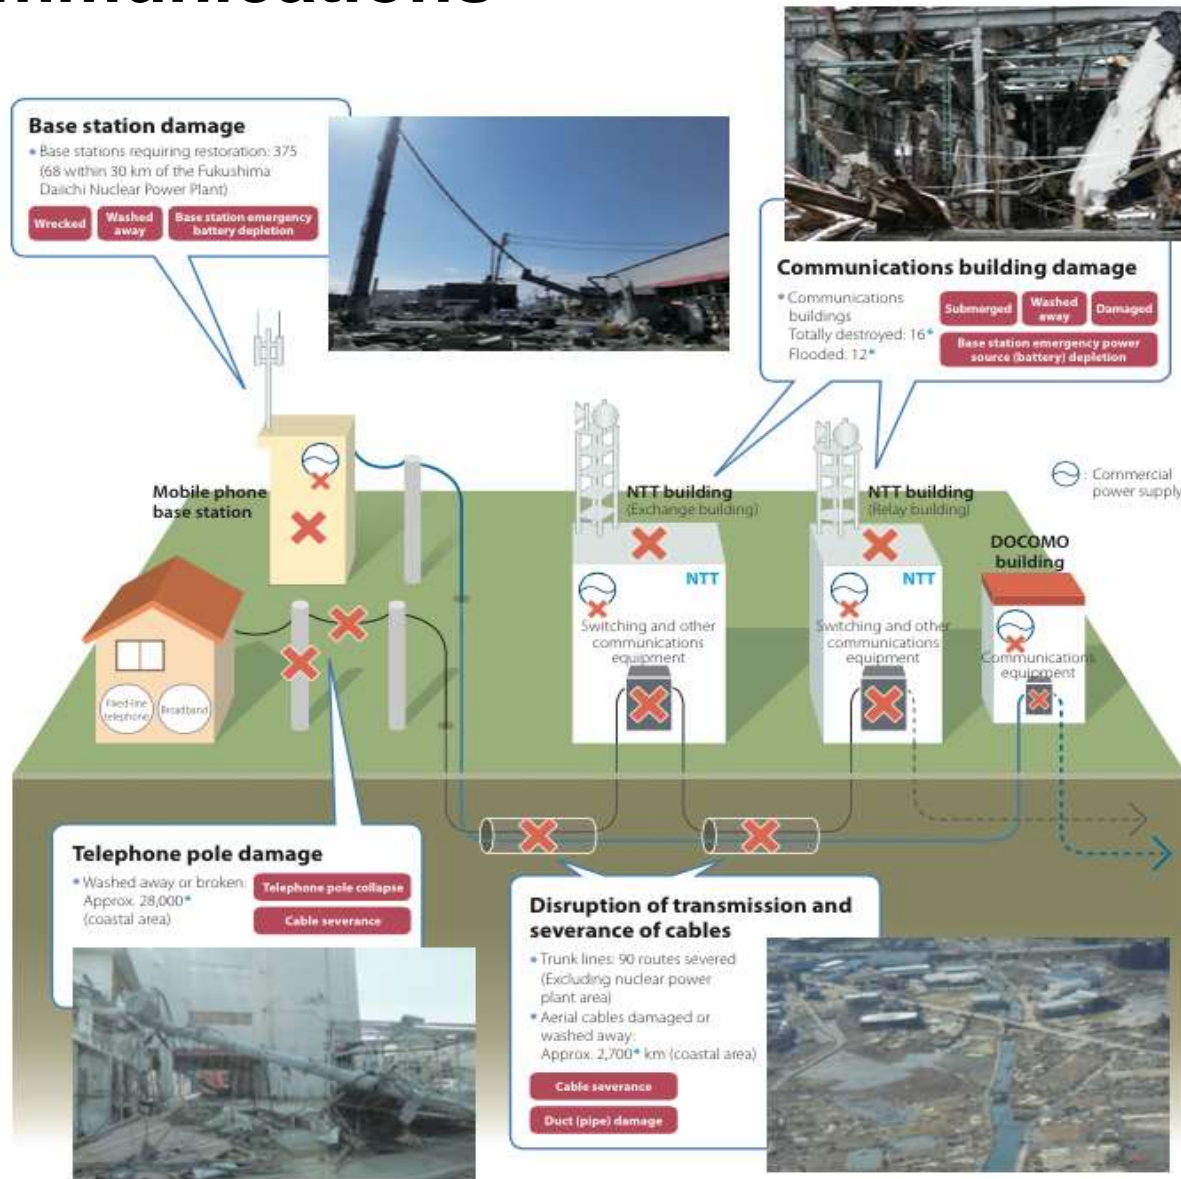 Base station damage
• Base stations requiring restoration: 375
(68 within 30 km of the Fukushima
Daiichi Nuclear Power Plant)
Wrecked
Washed
away
Base station emergency
battery depletion
Communications building damage
• Communications
buildings
Totally destroyed: 16*
Flooded: 12*
Submerged
Washed
away
Damaged
Base station emergency power
source (battery) depletion
Mobile phone
base station
NTT building
(Exchange building)
NTT building
(Relay building)
: Commercial
power supply
DOCOMO
building
NTT
NTT
Switching and other
communications
equipment
Switching and other
communications
equipment
Communications
equipment
Fixed-line
telephone
Broadband
Telephone pole damage
• Washed away or broken:
Approx. 28,000*
(coastal area)
Telephone pole collapse
Cable severance
Disruption of transmission and
severance of cables
• Trunk lines: 90 routes severed
(Excluding nuclear power
plant area)
• Aerial cables damaged or
washed away:
Approx. 2,700* km (coastal area)
Cable severance
Duct (pipe) damage